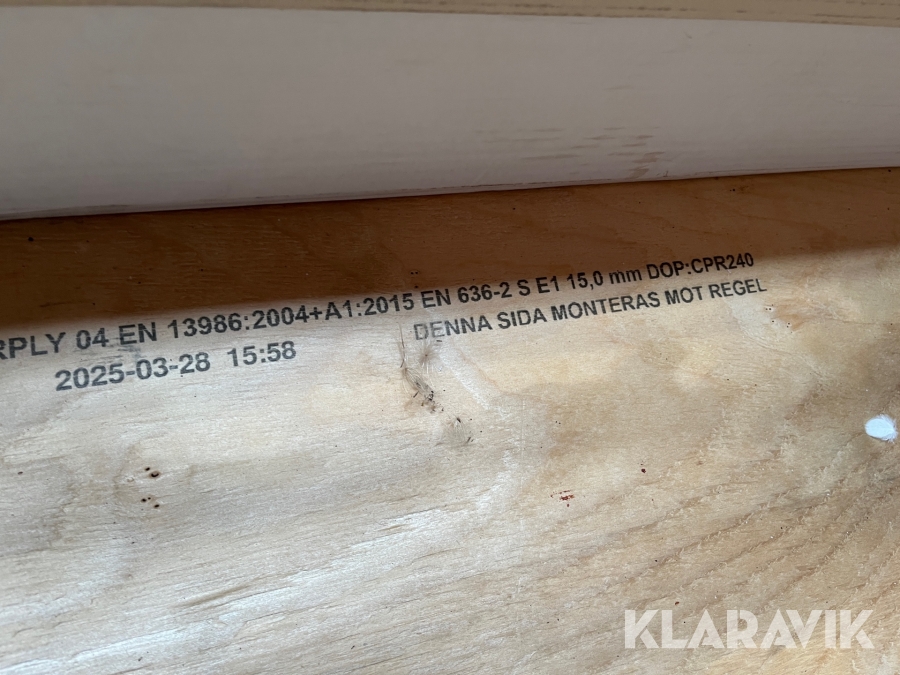 RPLY 04 EN 13986:2004+A1:2015 EN 636-2 S E1 15,0 mm DOP:CPR240
2025-03-28 15:58
DENNA SIDA MONTERAS MOT REGEL
KLARAVIK